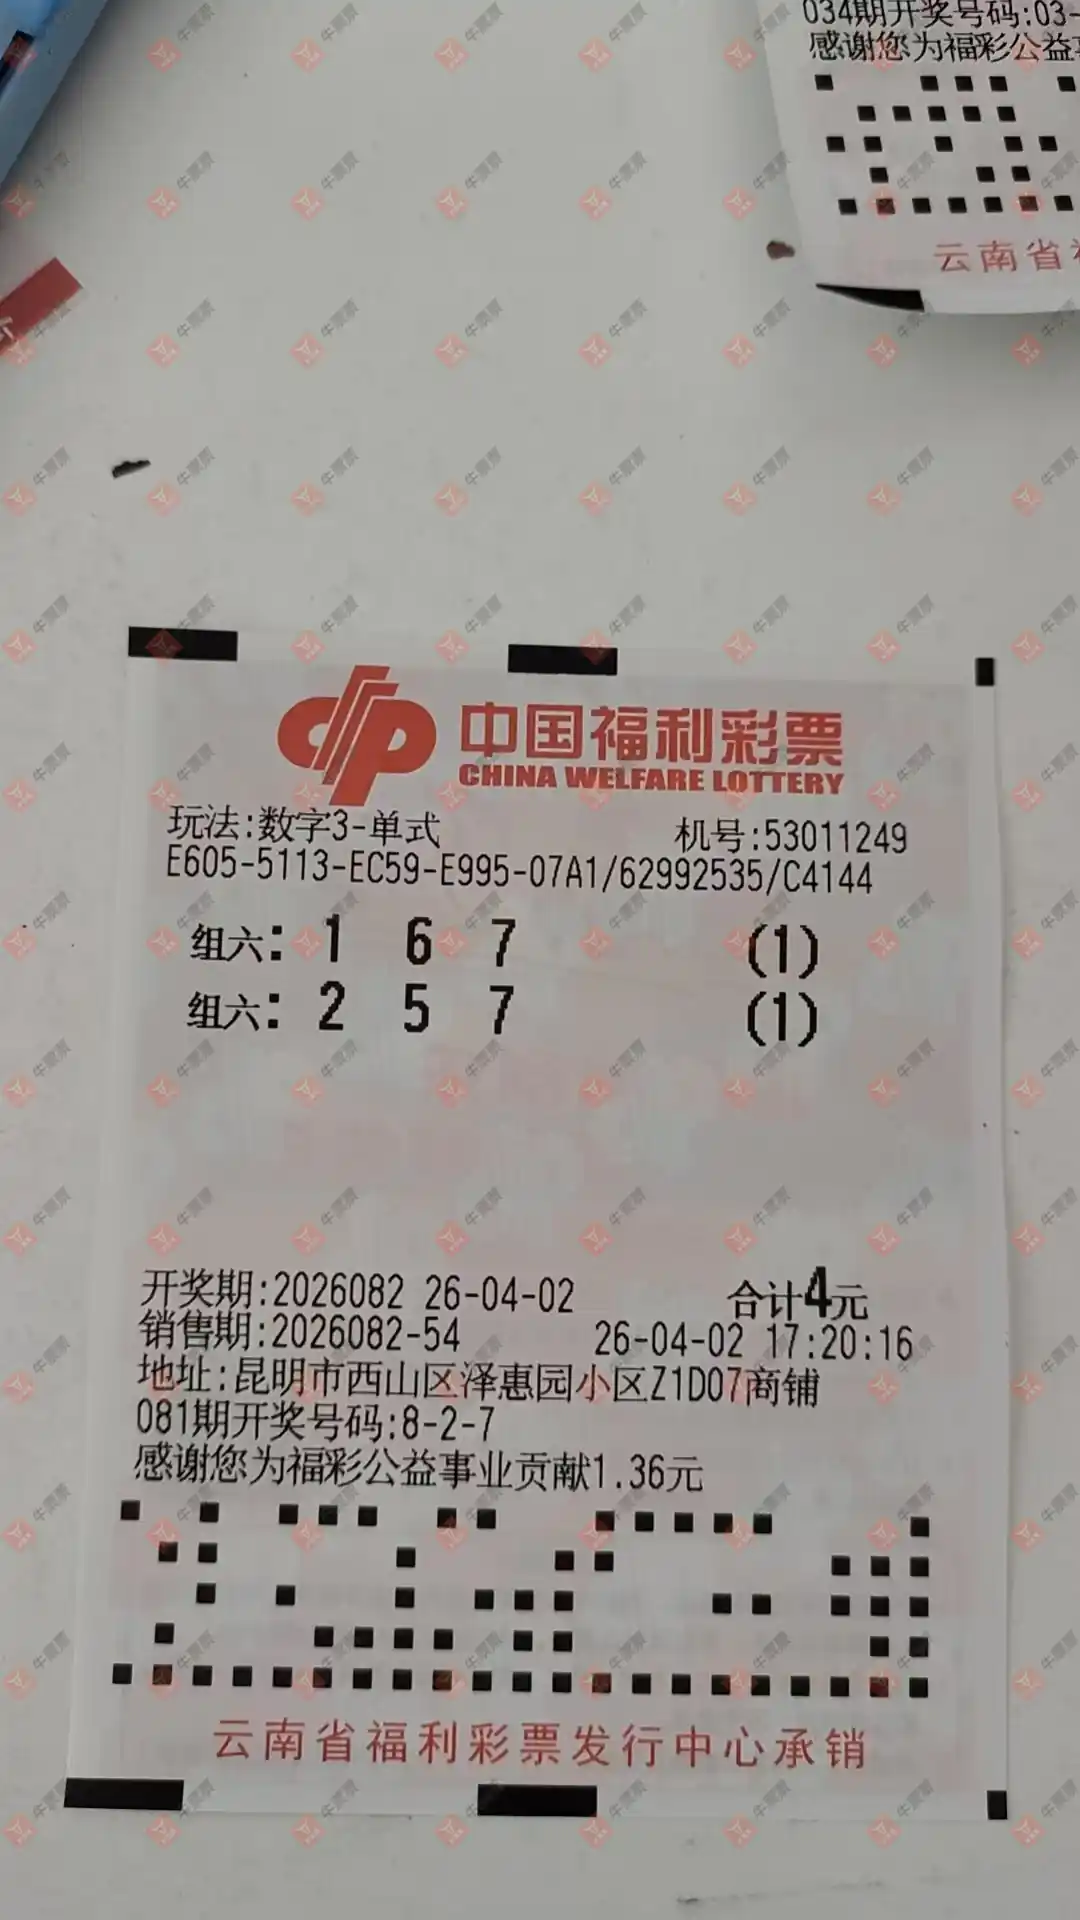 034期开奖号码:03-
感谢您为福彩公益
云南省
中国福利彩票
CHINA WELFARE LOTTERY
玩法:数字3-单式 机号:53011249
E605-5113-EC59-E995-07A1/62992535/C4144
组六: 1 6 7 (1)
组六: 2 5 7 (1)
开奖期:2026082 26-04-02 合计4元
销售期:2026082-54 26-04-02 17:20:16
地址:昆明市西山区泽惠园小区Z1D07商铺
081期开奖号码:8-2-7
感谢您为福彩公益事业贡献1.36元
云南省福利彩票发行中心承销
牛票票